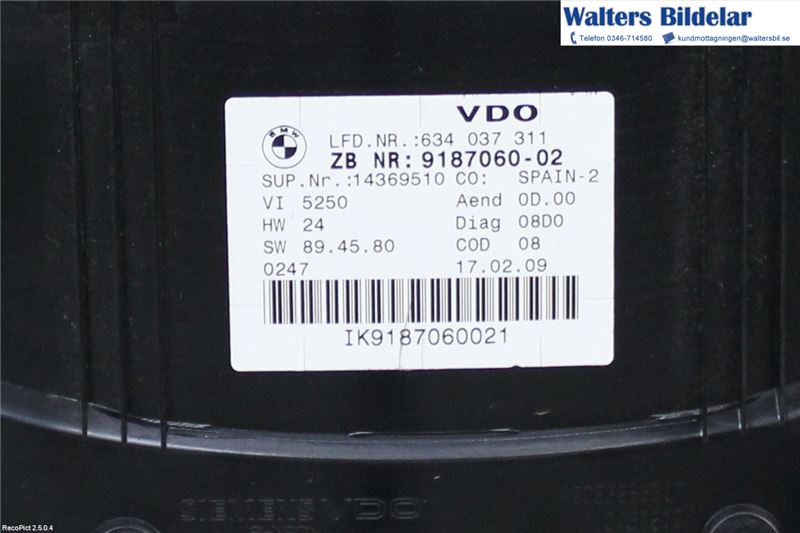 Walters Bildelar
Telefon 0346-714580 kundmottagningen@waltersbil.se
VDO
BMW
LFD.NR.:634 037 311
ZB NR: 9187060-02
SUP.Nr.:14369510 CO: SPAIN-2
VI 5250 Aend 0D.00
HW 24 Diag 08D0
SW 89.45.80 COD 08
0247 17.02.09
IK9187060021
SIEMENS VDO
RecoPict 2.5.0.4